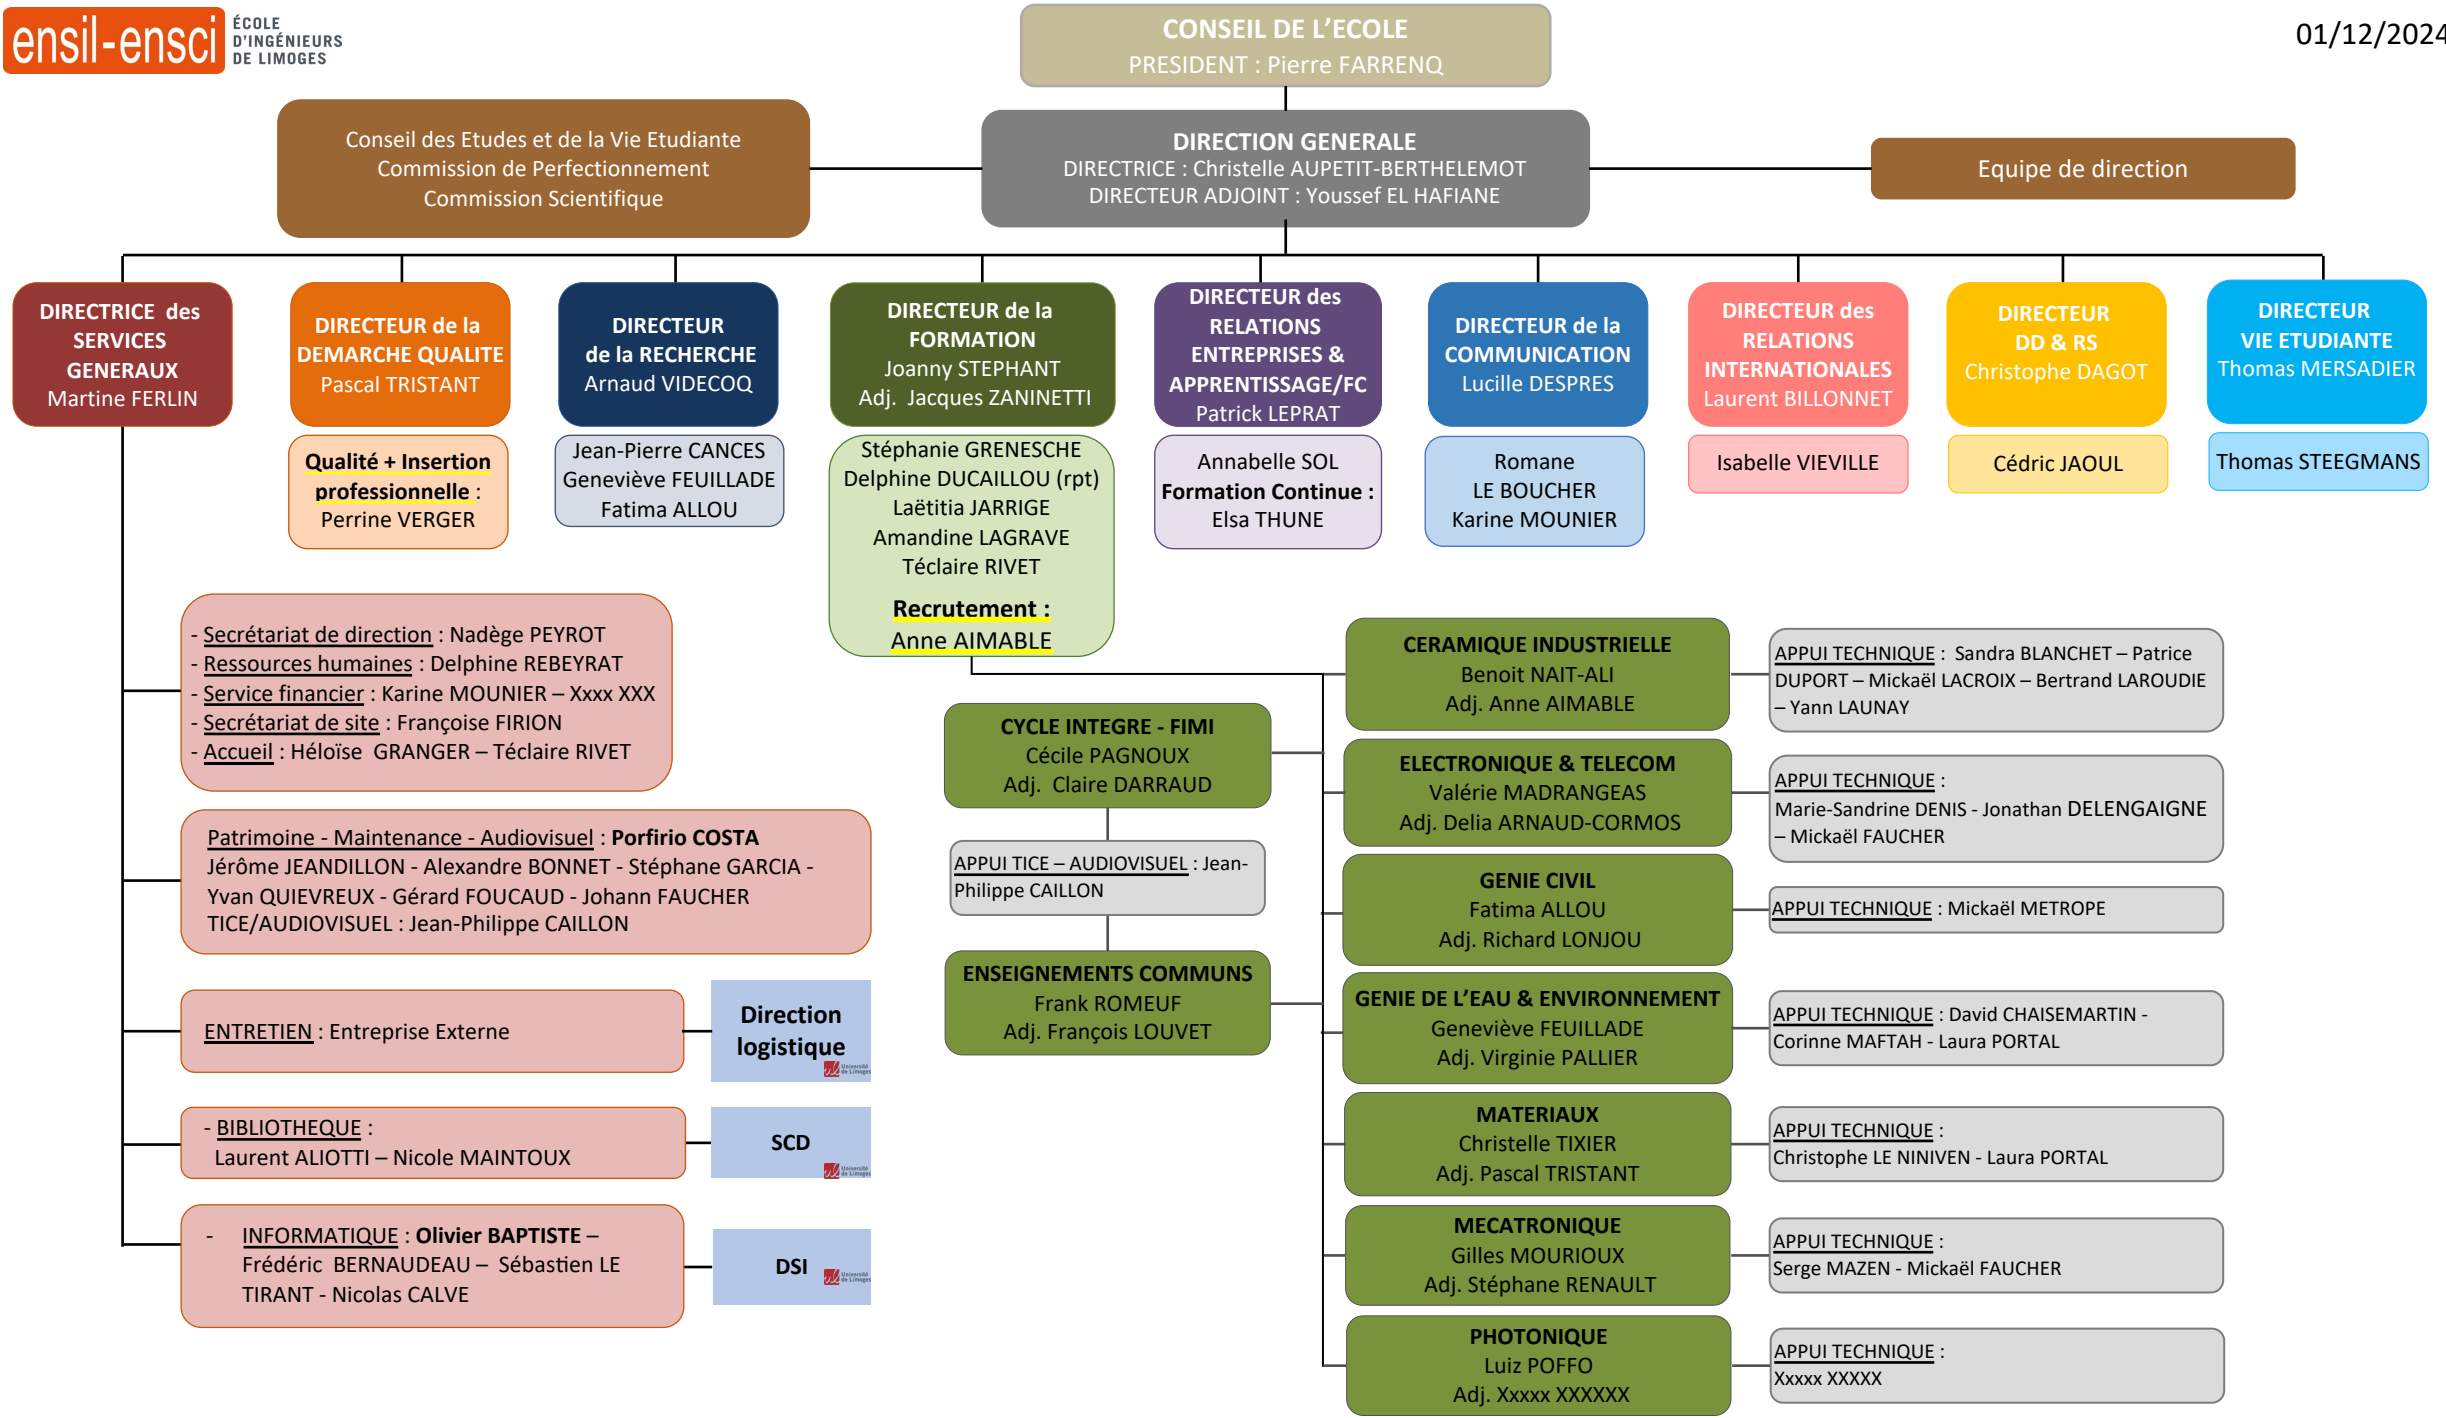 ensil-ensci
ÉCOLE
D'INGÉNIEURS
DE LIMOGES
CONSEIL DE L'ECOLE
PRESIDENT : Pierre FARRENQ
01/12/2024
Conseil des Etudes et de la Vie Etudiante
Commission de Perfectionnement
Commission Scientifique
DIRECTION GENERALE
DIRECTRICE : Christelle AUPETIT-BERTHELEMOT
DIRECTEUR ADJOINT : Youssef EL HAFIANE
Equipe de direction
DIRECTRICE des
SERVICES
GENERAUX
Martine FERLIN
DIRECTEUR de la
DEMARCHE QUALITE
Pascal TRISTANT
DIRECTEUR
de la RECHERCHE
Arnaud VIDECOQ
DIRECTEUR de la
FORMATION
Joanny STEPHANT
Adj. Jacques ZANINETTI
DIRECTEUR des
RELATIONS
ENTREPRISES &
APPRENTISSAGE/FC
Patrick LEPRAT
DIRECTEUR de la
COMMUNICATION
Lucille DESPRES
DIRECTEUR des
RELATIONS
INTERNATIONALES
Laurent BILLONNET
DIRECTEUR
DD & RS
Christophe DAGOT
DIRECTEUR
VIE ETUDIANTE
Thomas MERSADIER
Qualité + Insertion
professionnelle :
Perrine VERGER
Jean-Pierre CANCES
Geneviève FEUILLADE
Fatima ALLOU
Stéphanie GRENESCHE
Delphine DUCAILLOU (rpt)
Laëtitia JARRIGE
Amandine LAGRAVE
Téclaire RIVET
Recrutement :
Anne AIMABLE
Annabelle SOL
Formation Continue :
Elsa THUNE
Romane
LE BOUCHER
Karine MOUNIER
Isabelle VIEVILLE
Cédric JAOUL
Thomas STEEGMANS
- Secrétariat de direction : Nadège PEYROT
- Ressources humaines : Delphine REBEYRAT
- Service financier : Karine MOUNIER – Xxxx XXX
- Secrétariat de site : Françoise FIRION
- Accueil : Héloïse GRANGER – Téclaire RIVET
Patrimoine - Maintenance - Audiovisuel : Porfirio COSTA
Jérôme JEANDILLON - Alexandre BONNET - Stéphane GARCIA -
Yvan QUIEVREUX - Gérard FOUCAUD - Johann FAUCHER
TICE/AUDIOVISUEL : Jean-Philippe CAILLON
ENTRETIEN : Entreprise Externe
Direction
logistique
Université
de Limoges
- BIBLIOTHEQUE :
Laurent ALIOTTI – Nicole MAINTOUX
SCD
Université
de Limoges
- INFORMATIQUE : Olivier BAPTISTE –
Frédéric BERNAUDEAU – Sébastien LE
TIRANT - Nicolas CALVE
DSI
Université
de Limoges
CYCLE INTEGRE - FIMI
Cécile PAGNOUX
Adj. Claire DARRAUD
APPUI TICE – AUDIOVISUEL : Jean-
Philippe CAILLON
ENSEIGNEMENTS COMMUNS
Frank ROMEUF
Adj. François LOUVET
CERAMIQUE INDUSTRIELLE
Benoit NAIT-ALI
Adj. Anne AIMABLE
APPUI TECHNIQUE : Sandra BLANCHET – Patrice
DUPORT – Mickaël LACROIX – Bertrand LAROUDIE
– Yann LAUNAY
ELECTRONIQUE & TELECOM
Valérie MADRANGEAS
Adj. Delia ARNAUD-CORMOS
APPUI TECHNIQUE :
Marie-Sandrine DENIS - Jonathan DELENGAIGNE
– Mickaël FAUCHER
GENIE CIVIL
Fatima ALLOU
Adj. Richard LONJOU
APPUI TECHNIQUE : Mickaël METROPE
GENIE DE L'EAU & ENVIRONNEMENT
Geneviève FEUILLADE
Adj. Virginie PALLIER
APPUI TECHNIQUE : David CHAISEMARTIN -
Corinne MAFTAH - Laura PORTAL
MATERIAUX
Christelle TIXIER
Adj. Pascal TRISTANT
APPUI TECHNIQUE :
Christophe LE NINIVEN - Laura PORTAL
MECATRONIQUE
Gilles MOURIOUX
Adj. Stéphane RENAULT
APPUI TECHNIQUE :
Serge MAZEN - Mickaël FAUCHER
PHOTONIQUE
Luiz POFFO
Adj. Xxxxx XXXXXX
APPUI TECHNIQUE :
Xxxxx XXXXX